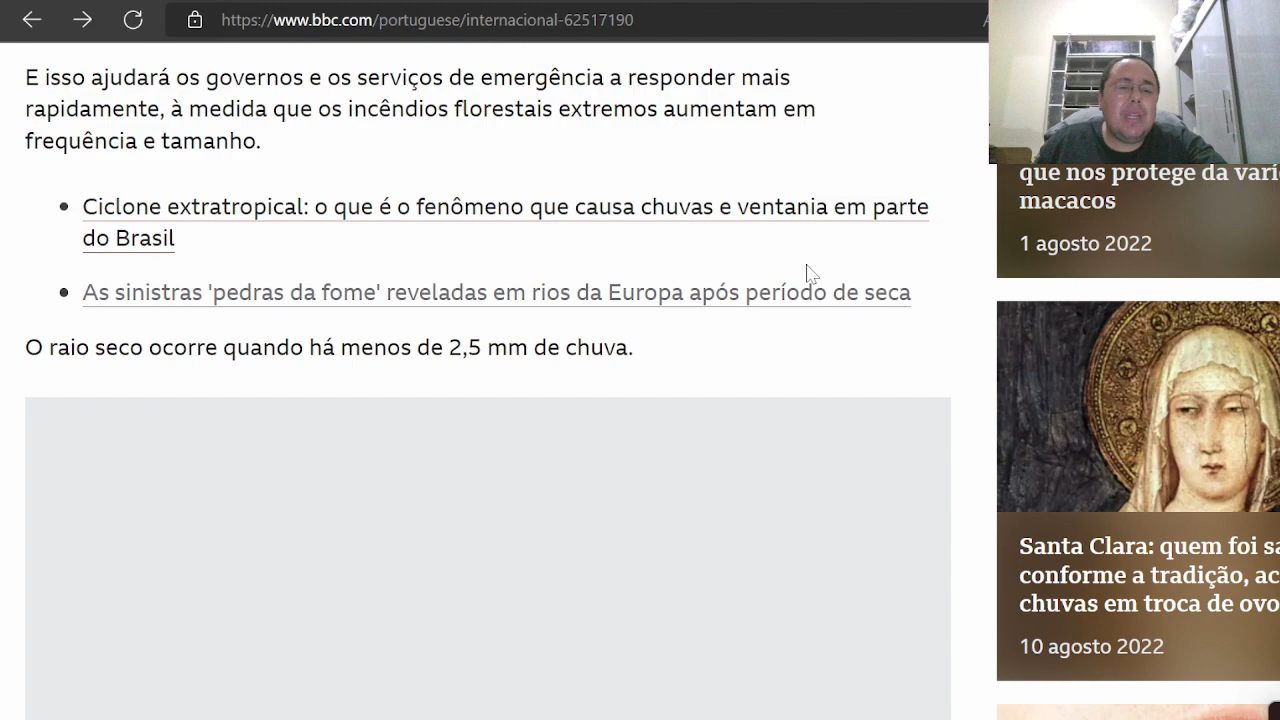 https://www.bbc.com/portuguese/internacional-62517190
E isso ajudará os governos e os serviços de emergência a responder mais
rapidamente, à medida que os incêndios florestais extremos aumentam em
frequência e tamanho.
Ciclone extratropical: o que é o fenômeno que causa chuvas e ventania em parte
do Brasil
As sinistras 'pedras da fome' reveladas em rios da Europa após período de seca
O raio seco ocorre quando há menos de 2,5 mm de chuva.
que nos protege da
macacos
1 agosto 2022
Santa Clara: quem foi
conforme a tradição,
chuvas em troca de
10 agosto 2022